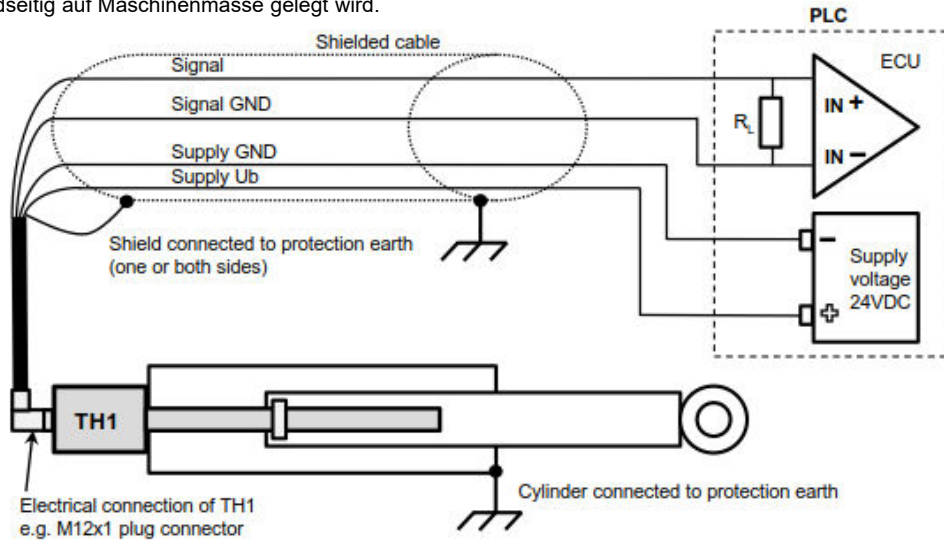 dseitig auf Maschinenmasse gelegt wird.
PLC
Shielded cable
Signal
ECU
Signal GND
IN +
RL
IN −
Supply GND
Supply Ub
Shield connected to protection earth
(one or both sides)
−
Supply
voltage
24VDC
+
TH1
Cylinder connected to protection earth
Electrical connection of TH1
e.g. M12x1 plug connector